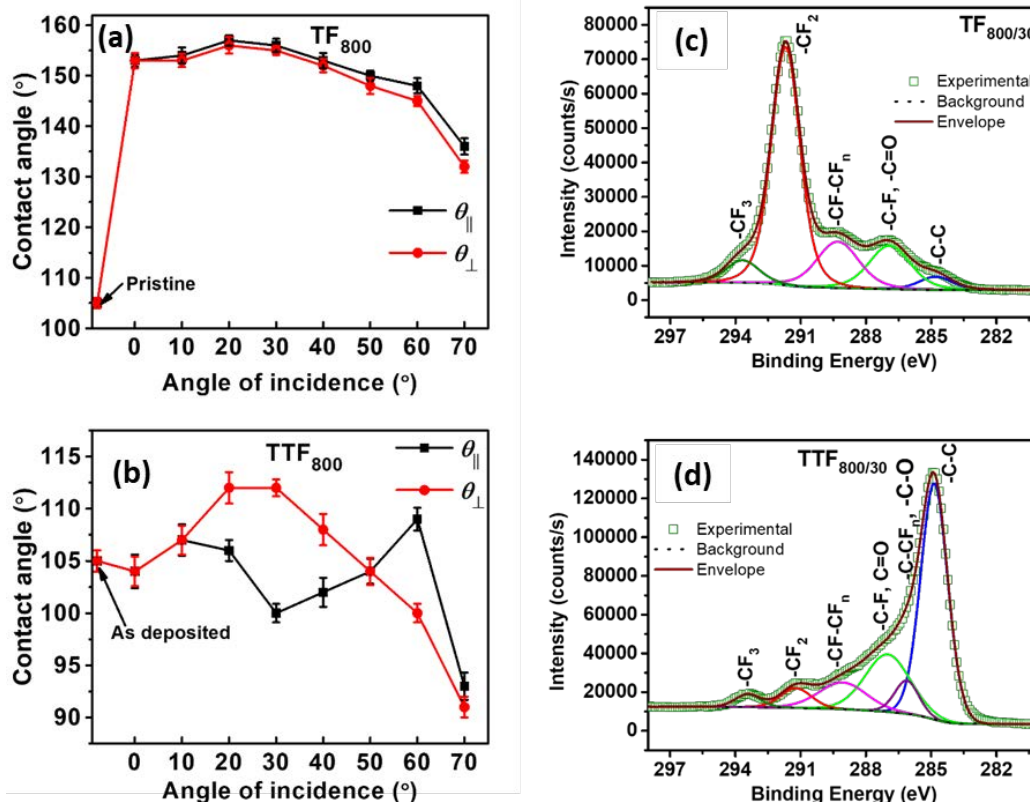 (a)
TF800
160
150
140
130
120
110
100
Contact angle (°)
θ∥
θ⊥
Pristine
0 10 20 30 40 50 60 70
Angle of incidence (°)
(c)
TF800/30
80000
70000
60000
50000
40000
30000
20000
10000
0
Intensity (counts/s)
-CF3
-CF2
-CF-CFn
-C-F, -C=O
-C-C
Experimental
Background
Envelope
297 294 291 288 285 282
Binding Energy (eV)
(b)
TTF800
115
110
105
100
95
90
Contact angle (°)
θ∥
θ⊥
As deposited
0 10 20 30 40 50 60 70
Angle of incidence (°)
(d)
TTF800/30
140000
120000
100000
80000
60000
40000
20000
0
Intensity (counts/s)
Experimental
Background
Envelope
-CF3
-CF2
-CF-CFn
-C-F, C=O
-C-CFn, -C-O
-C-C
297 294 291 288 285 282
Binding Energy (eV)